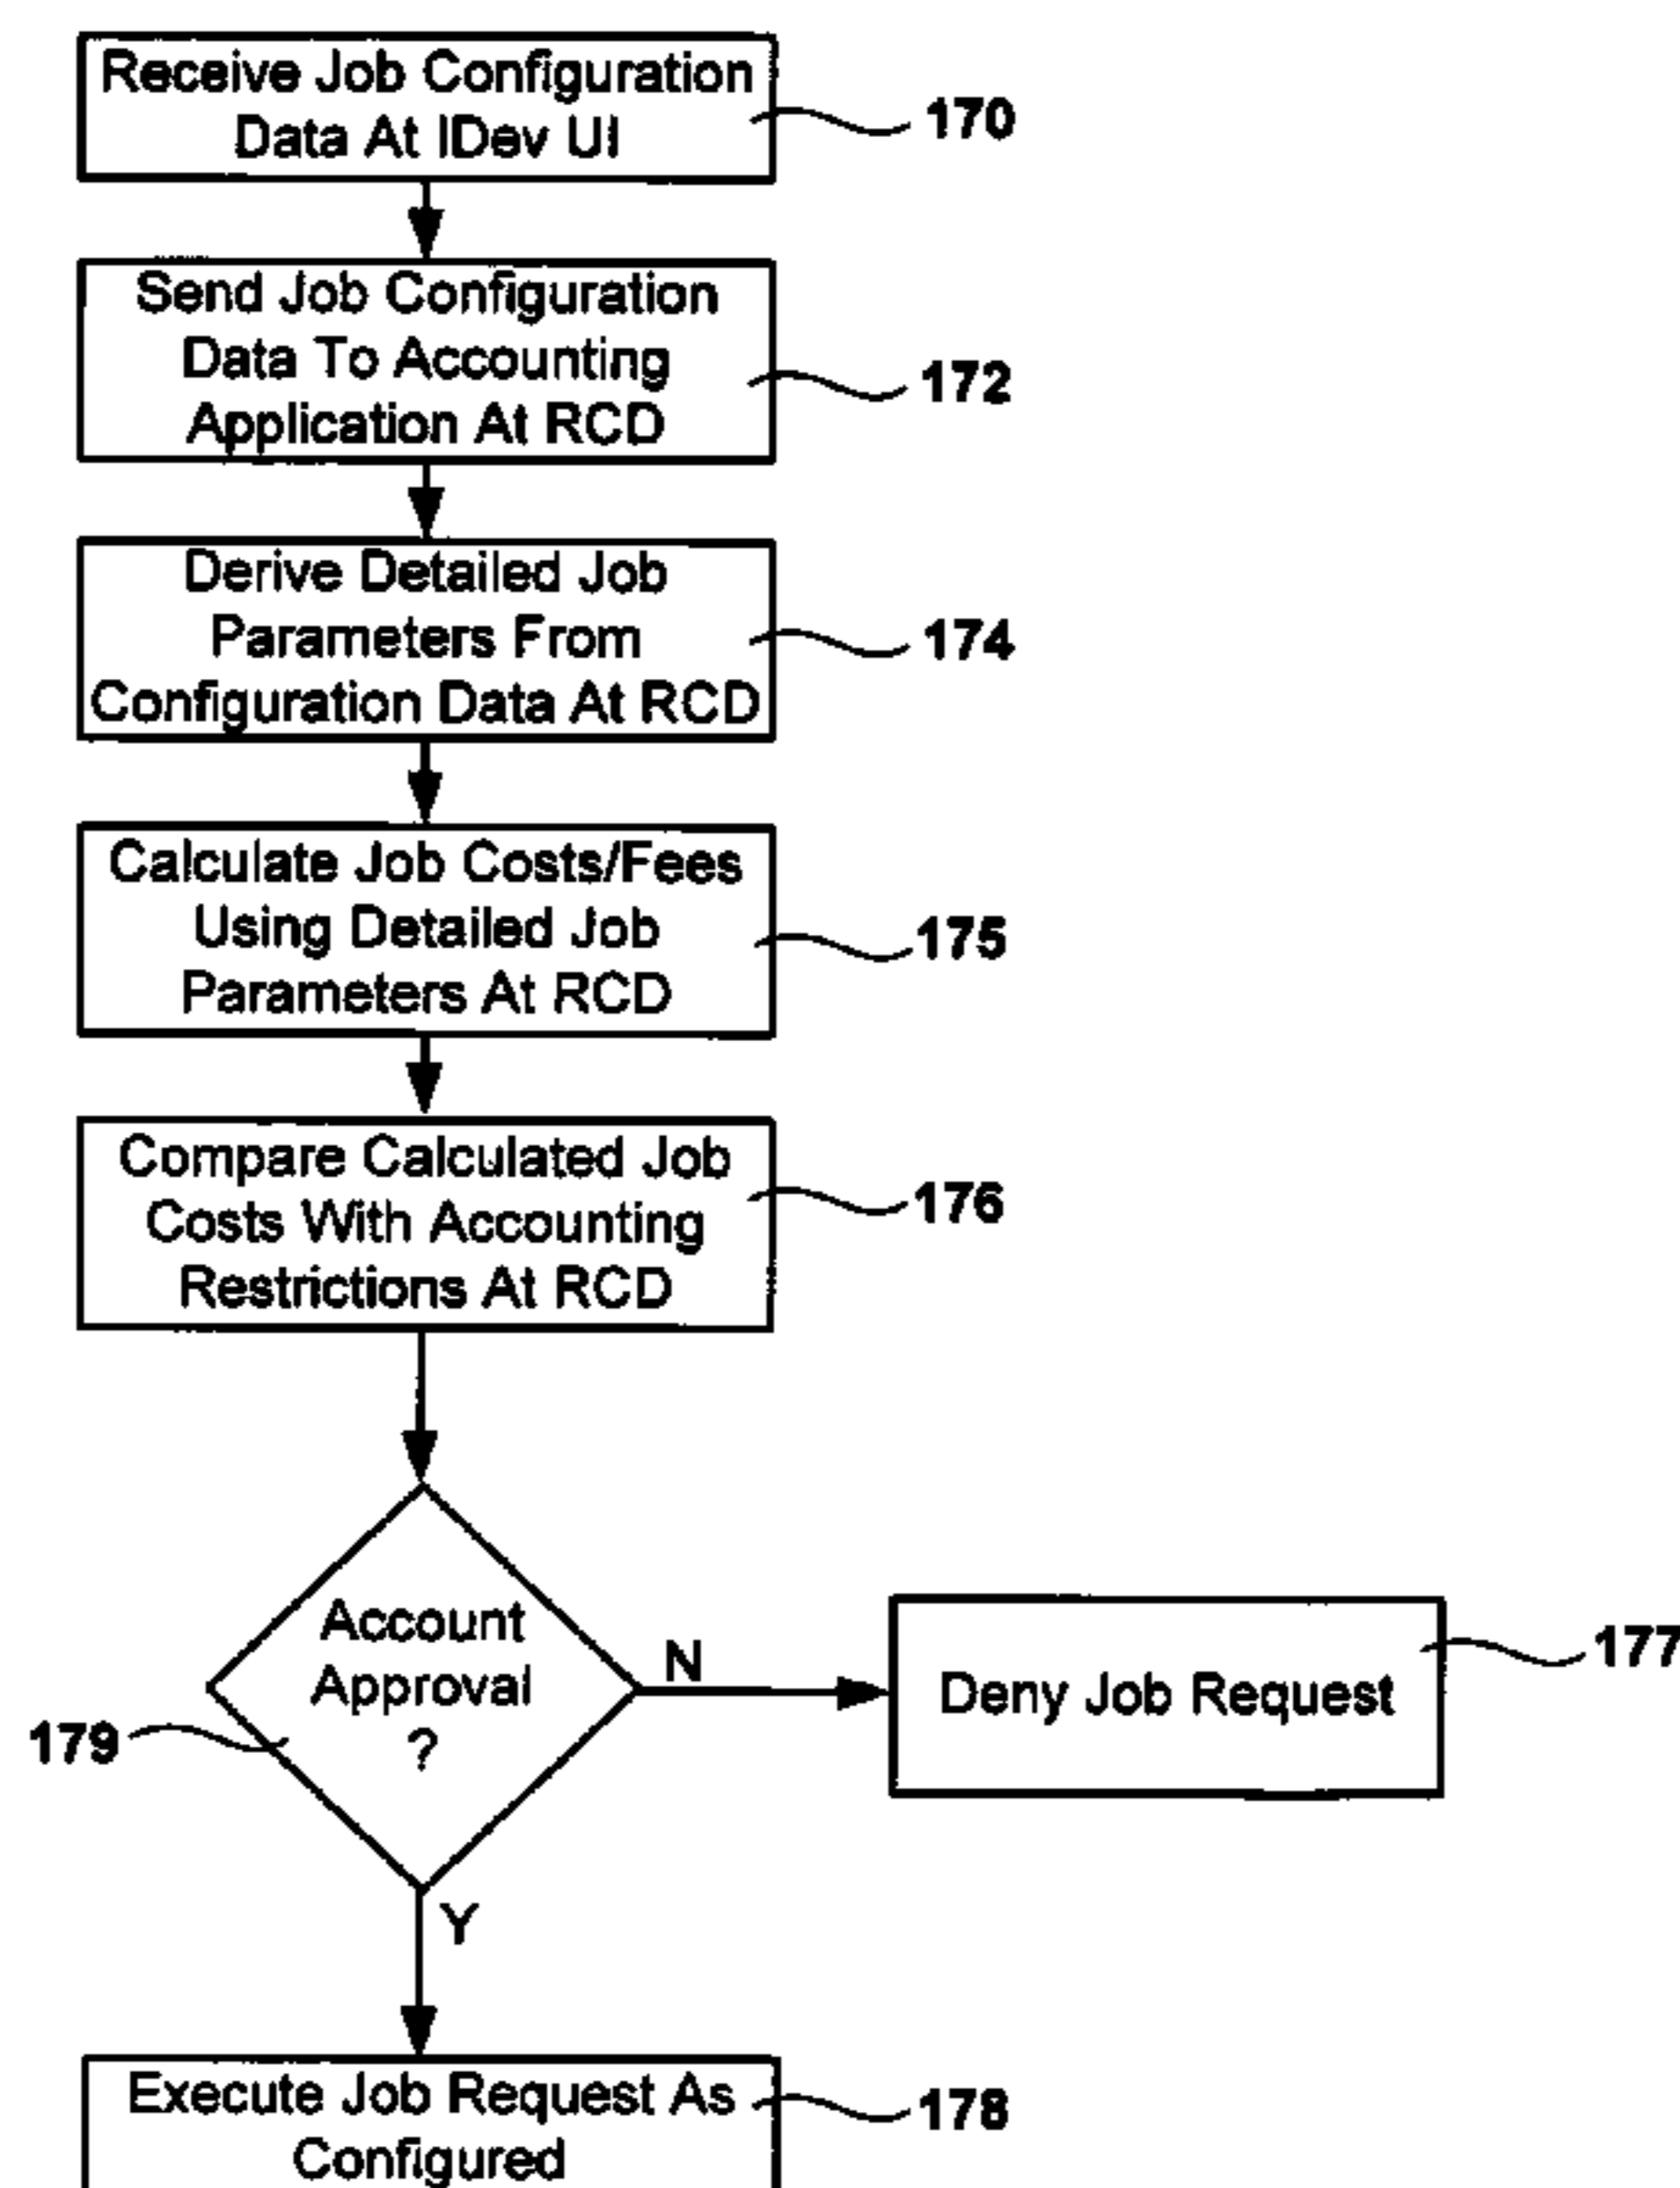 Receive Job Configuration
Data At IDev UI
170
Send Job Configuration
Data To Accounting
Application At RCD
172
Derive Detailed Job
Parameters From
Configuration Data At RCD
174
Calculate Job Costs/Fees
Using Detailed Job
Parameters At RCD
175
Compare Calculated Job
Costs With Accounting
Restrictions At RCD
176
Account
Approval
?
179
N
Deny Job Request
177
Y
Execute Job Request As
Configured
178